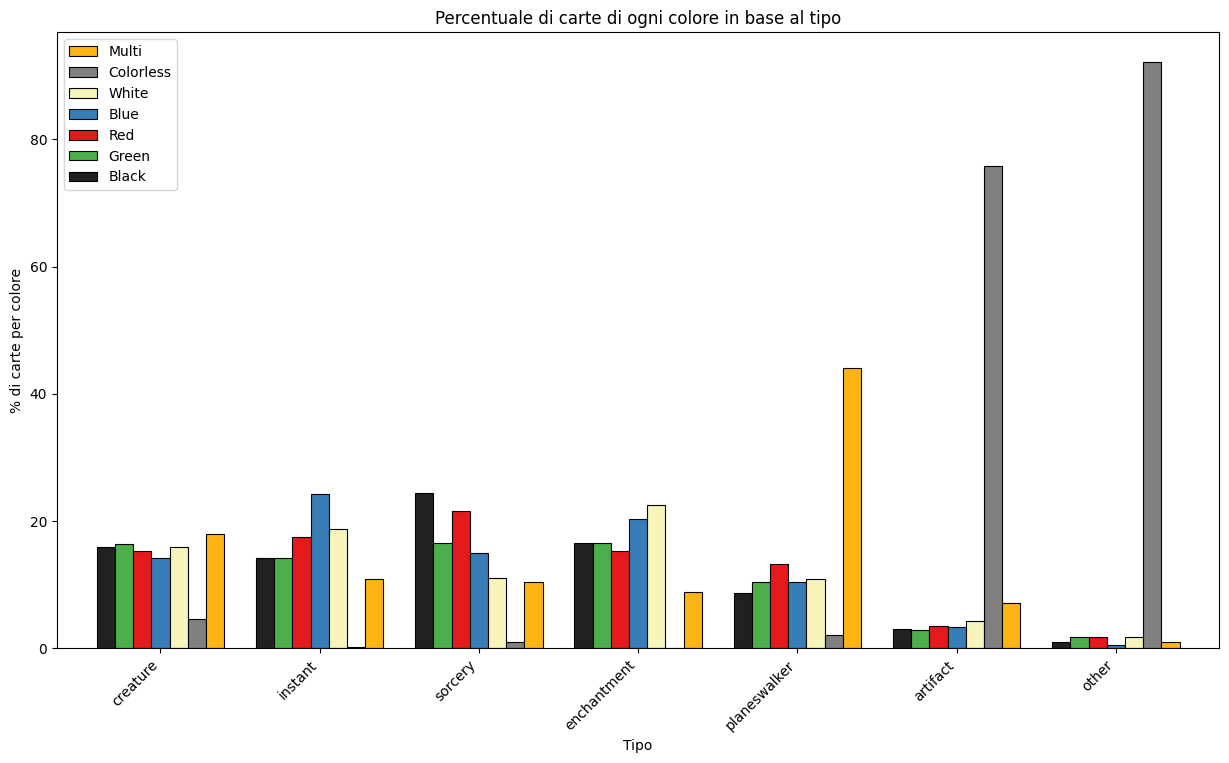 Percentuale di carte di ogni colore in base al tipo
Multi
Colorless
White
Blue
Red
Green
Black
% di carte per colore
80
60
40
20
0
creature
instant
sorcery
enchantment
planeswalker
artifact
other
Tipo